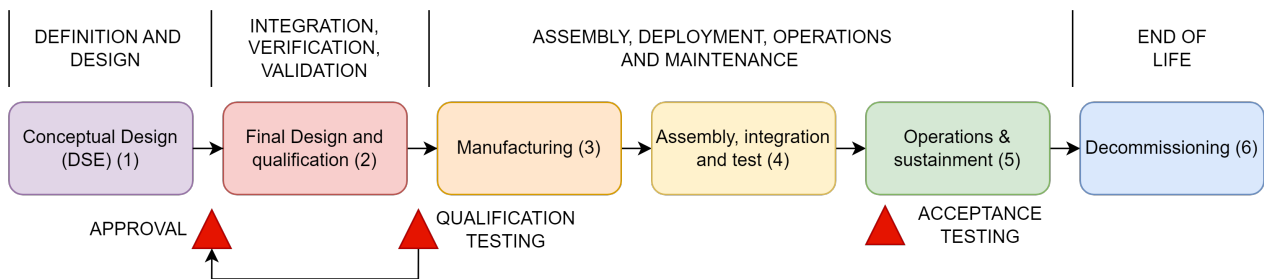 DEFINITION AND
DESIGN
INTEGRATION,
VERIFICATION,
VALIDATION
ASSEMBLY, DEPLOYMENT, OPERATIONS
AND MAINTENANCE
END OF
LIFE
Conceptual Design
(DSE) (1)
Final Design and
qualification (2)
Manufacturing (3)
Assembly, integration
and test (4)
Operations &
sustainment (5)
Decommissioning (6)
APPROVAL
QUALIFICATION
TESTING
ACCEPTANCE
TESTING